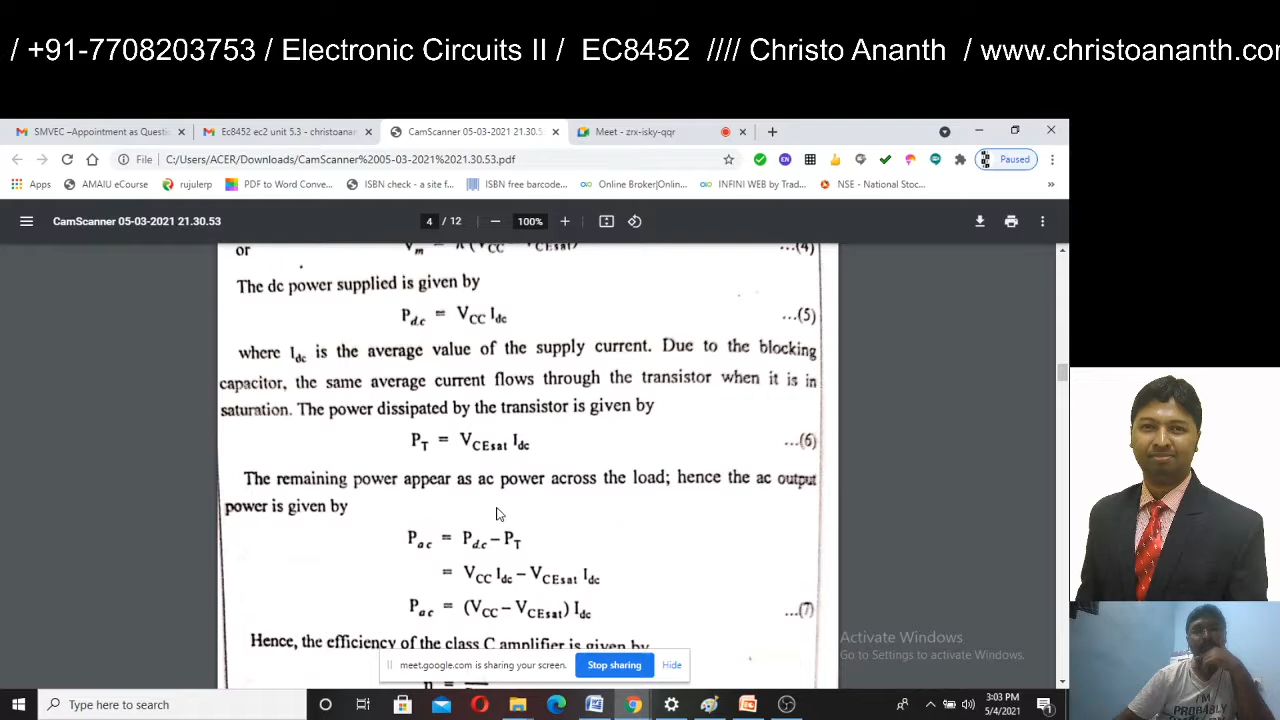 / +91-7708203753 / Electronic Circuits II / EC8452 //// Christo Ananth / www.christoananth.co
SMVEC –Appointment as Questi
Ec8452 ec2 unit 5.3 - christoanan
CamScanner 05-03-2021 21.30.5
Meet - zrx-isky-qqr
File C:/Users/ACER/Downloads/CamScanner%2005-03-2021%2021.30.53.pdf
EN
Paused
Apps AMAIU eCourse rujulerp PDF to Word Conve... ISBN check - a site f... ISBN free barcode... Online Broker|Onlin... INFINI WEB by Trad... NSE - National Stoc... »
CamScanner 05-03-2021 21.30.53 4 / 12 100%
or V_m = π (V_CC – V_CEsat) ...(4)
The dc power supplied is given by
P_d.c = V_CC I_dc ...(5)
where I_dc is the average value of the supply current. Due to the blocking
capacitor, the same average current flows through the transistor when it is in
saturation. The power dissipated by the transistor is given by
P_T = V_CEsat I_dc ...(6)
The remaining power appear as ac power across the load; hence the ac output
power is given by
P_ac = P_d.c – P_T
= V_CC I_dc – V_CEsat I_dc
P_ac = (V_CC – V_CEsat) I_dc ...(7)
Hence, the efficiency of the class C amplifier is given by
η =
meet.google.com is sharing your screen. Stop sharing Hide
Activate Windows
Go to Settings to activate Windows.
I'M
PROBABLY
Type here to search
3:03 PM
5/4/2021
1